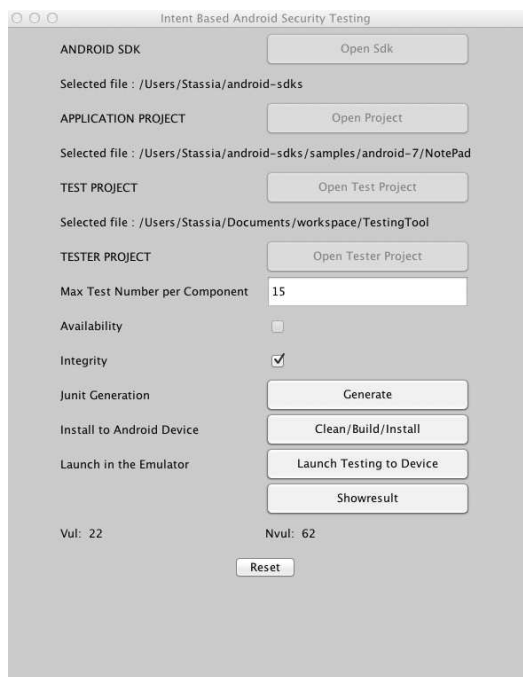 Intent Based Android Security Testing
ANDROID SDK Open Sdk
Selected file : /Users/Stassia/android-sdks
APPLICATION PROJECT Open Project
Selected file : /Users/Stassia/android-sdks/samples/android-7/NotePad
TEST PROJECT Open Test Project
Selected file : /Users/Stassia/Documents/workspace/TestingTool
TESTER PROJECT Open Tester Project
Max Test Number per Component 15
Availability
Integrity
Junit Generation Generate
Install to Android Device Clean/Build/Install
Launch in the Emulator Launch Testing to Device
Showresult
Vul: 22 Nvul: 62
Reset